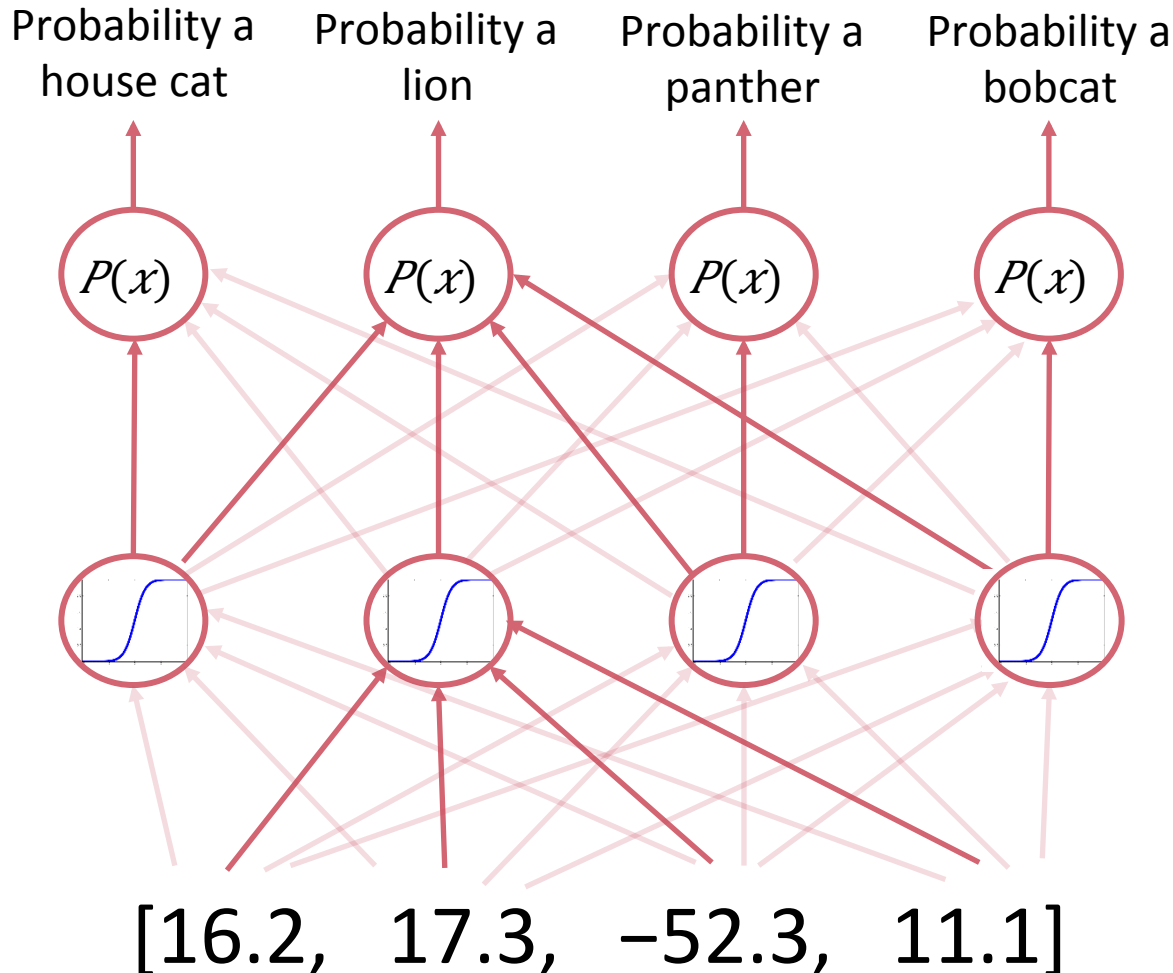 Probability a
house cat
Probability a
lion
Probability a
panther
Probability a
bobcat
P(x)
P(x)
P(x)
P(x)
[16.2, 17.3, −52.3, 11.1]